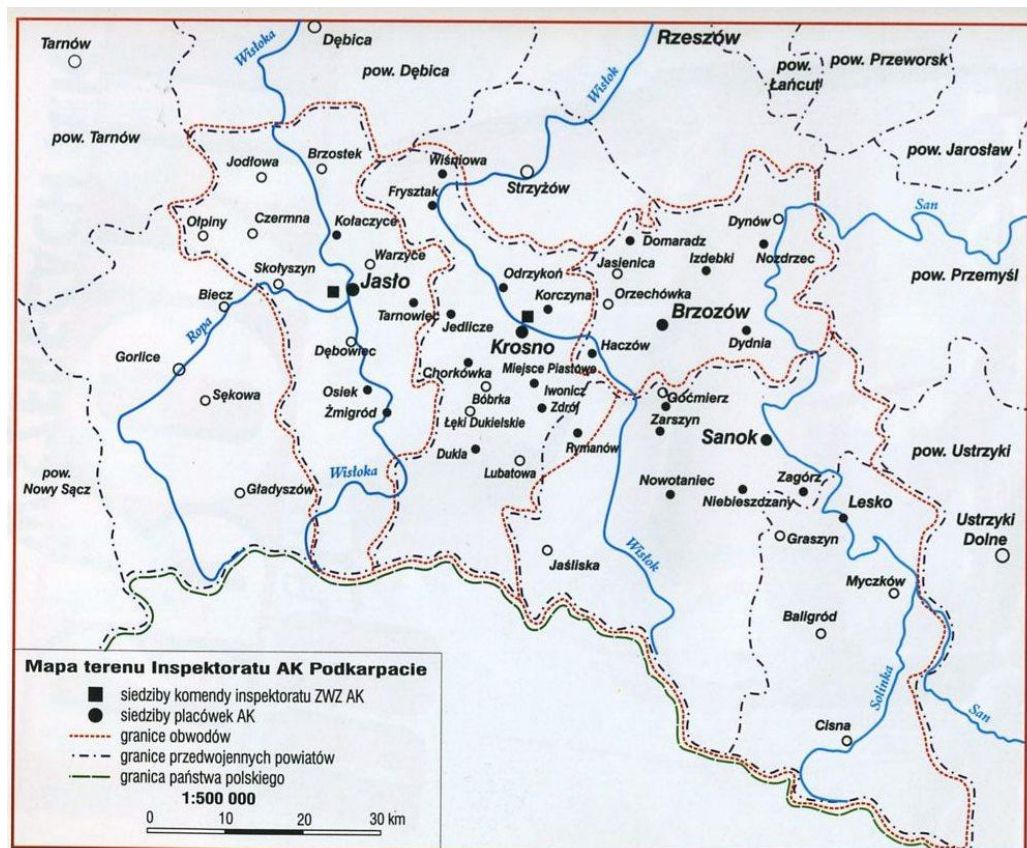 Tarnów
Dębica
Wisłoka
Rzeszów
pow. Dębica
Wisłok
pow.
Łańcut
pow. Przeworsk
pow. Tarnów
pow. Jarosław
Jodłowa
Brzostek
Wiśniowa
Strzyżów
Frysztak
San
Ołpiny
Czermna
Kołaczyce
Dynów
Domaradz
Nozdrzec
Izdebki
Warzyce
Jasienica
pow. Przemyśl
Skołyszyn
Jasło
Odrzykoń
Orzechówka
Biecz
Korczyna
Tarnowiec
Jedlicze
Brzozów
Ropa
Krosno
Dydnia
Dębowiec
Haczów
Gorlice
Chorkówka
Miejsce Piastowe
Sękowa
Osiek
Bóbrka
Iwonicz
Zdrój
Goćmierz
Żmigród
Łęki Dukielskie
Zarszyn
Sanok
Rymanów
Dukla
Lubatowa
pow. Ustrzyki
pow.
Nowy Sącz
Wisłoka
Nowotaniec
Zagórz
Niebieszdzany
Lesko
Gładyszów
Graszyn
Ustrzyki
Dolne
Jaśliska
Wisłok
Myczków
Baligród
Solinka
San
Cisna
Mapa terenu Inspektoratu AK Podkarpacie
siedziby komendy inspektoratu ZWZ AK
siedziby placówek AK
granice obwodów
granice przedwojennych powiatów
granica państwa polskiego
1:500 000
0 10 20 30 km